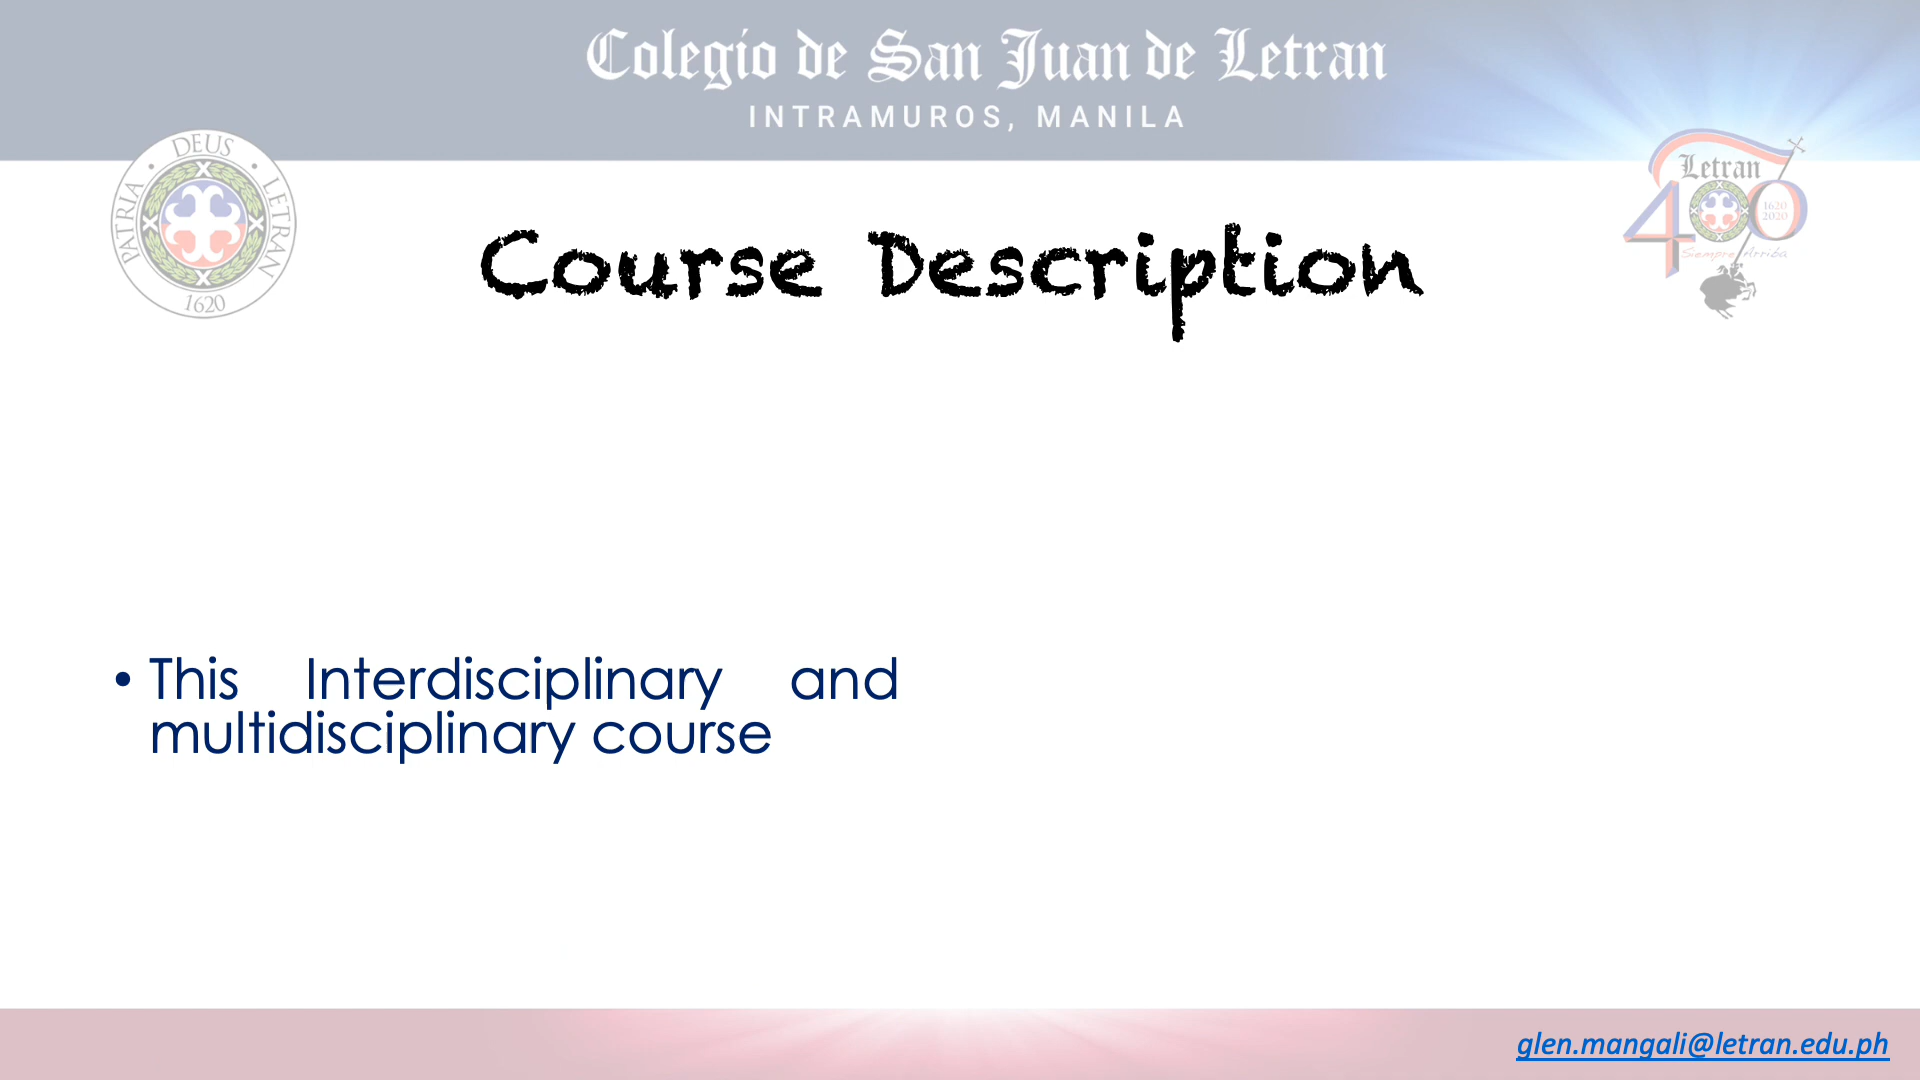 Colegio de San Juan de Letran
INTRAMUROS, MANILA
DEUS
PATRIA
LETRAN
1620
Letran
400
1620
2020
Siempre Arriba
Course Description
• This Interdisciplinary and
multidisciplinary course
glen.mangali@letran.edu.ph